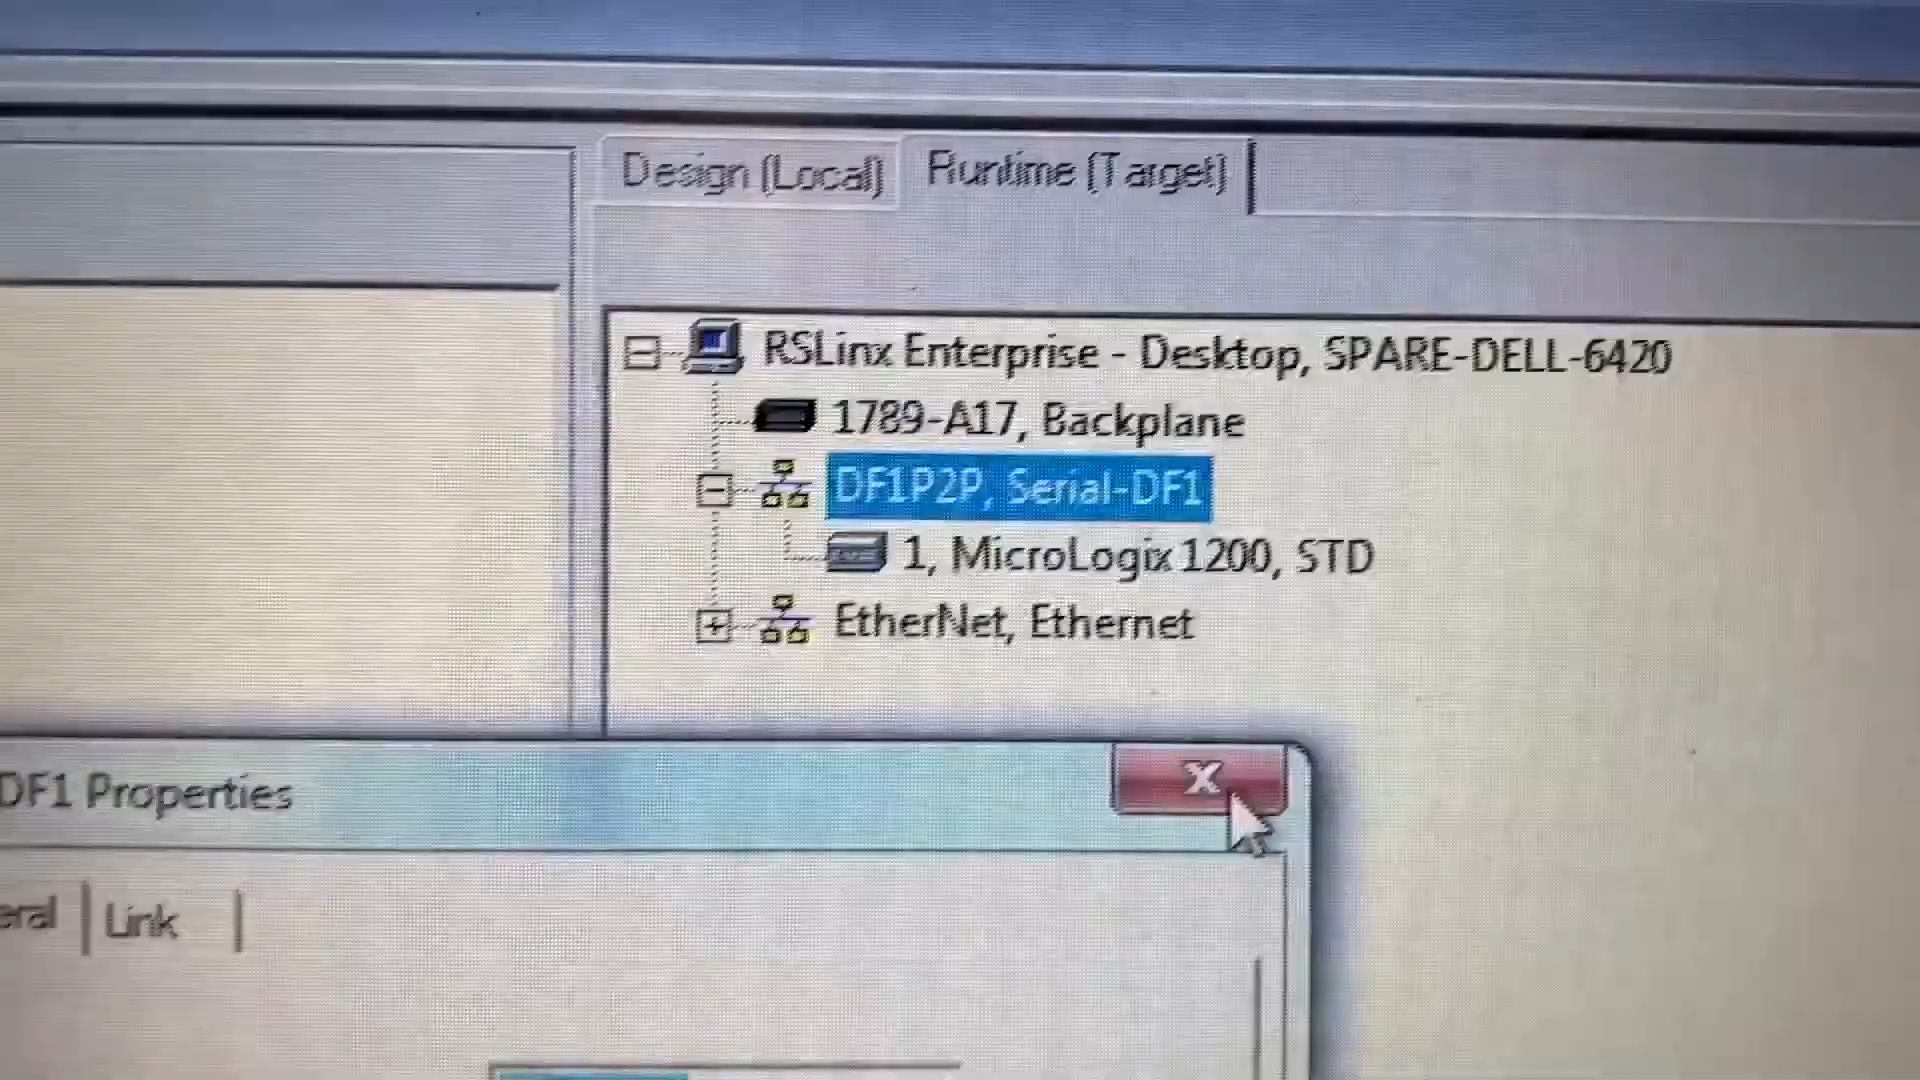 Design (Local) Runtime (Target)
RSLinx Enterprise - Desktop, SPARE-DELL-6420
1789-A17, Backplane
DF1P2P, Serial-DF1
1, MicroLogix 1200, STD
EtherNet, Ethernet
DF1 Properties
eral Link